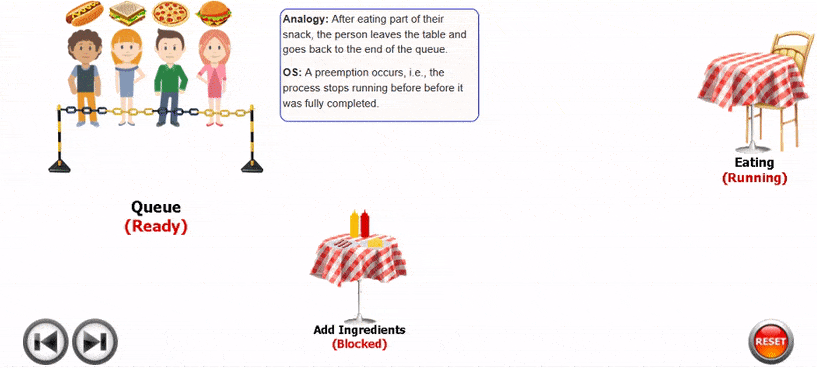 Analogy: After eating part of their
snack, the person leaves the table and
goes back to the end of the queue.
OS: A preemption occurs, i.e., the
process stops running before before it
was fully completed.
Eating
(Running)
Queue
(Ready)
Add Ingredients
(Blocked)
RESET